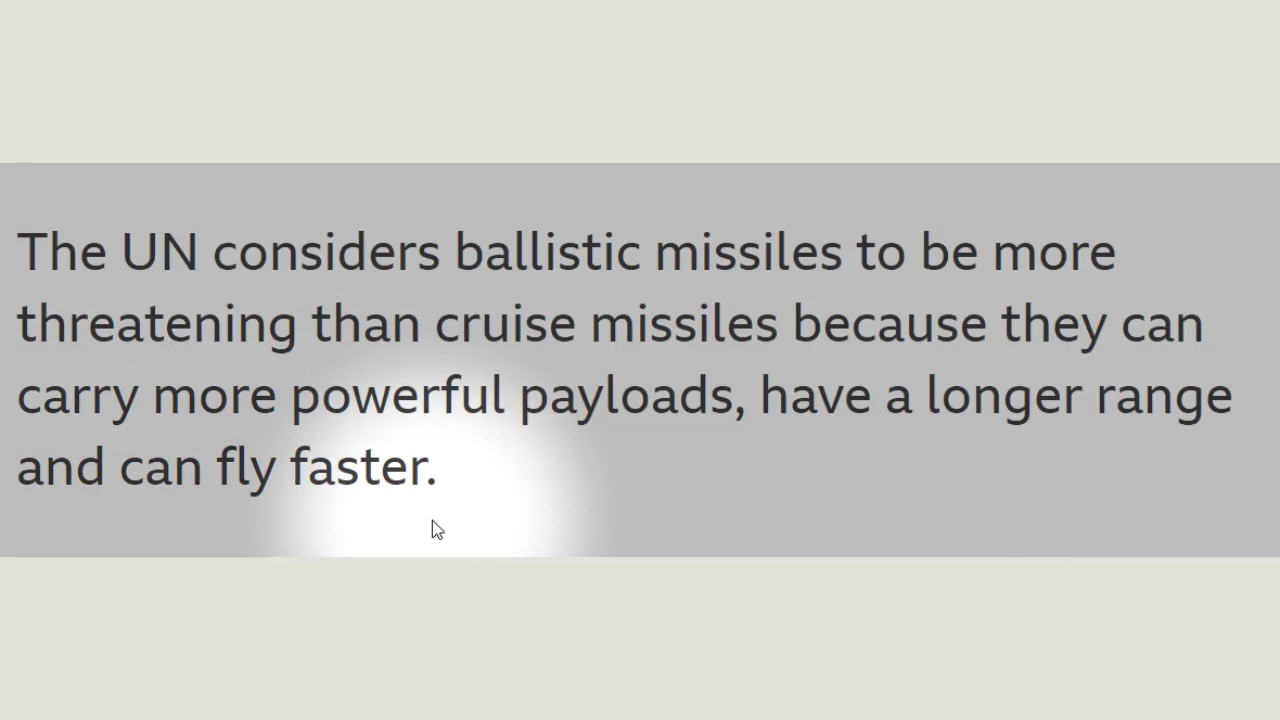 The UN considers ballistic missiles to be more
threatening than cruise missiles because they can
carry more powerful payloads, have a longer range
and can fly faster.